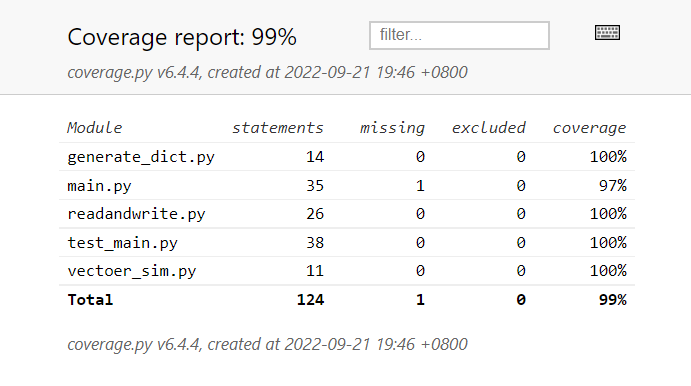 Coverage report: 99%
filter...
coverage.py v6.4.4, created at 2022-09-21 19:46 +0800
Module statements missing excluded coverage
generate_dict.py 14 0 0 100%
main.py 35 1 0 97%
readandwrite.py 26 0 0 100%
test_main.py 38 0 0 100%
vectoer_sim.py 11 0 0 100%
Total 124 1 0 99%
coverage.py v6.4.4, created at 2022-09-21 19:46 +0800